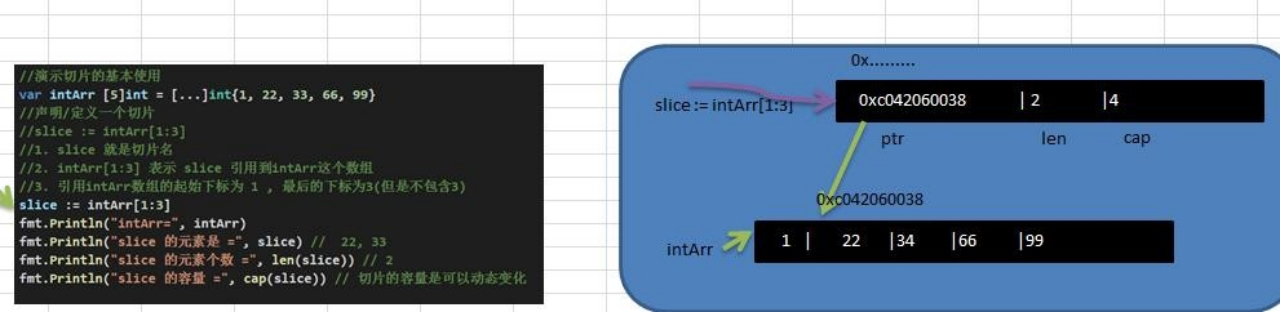 //演示切片的基本使用
var intArr [5]int = [...]int{1, 22, 33, 66, 99}
//声明/定义一个切片
//slice := intArr[1:3]
//1. slice 就是切片名
//2. intArr[1:3] 表示 slice 引用到intArr这个数组
//3. 引用intArr数组的起始下标为 1 , 最后的下标为3(但是不包含3)
slice := intArr[1:3]
fmt.Println("intArr=", intArr)
fmt.Println("slice 的元素是 =", slice) // 22, 33
fmt.Println("slice 的元素个数 =", len(slice)) // 2
fmt.Println("slice 的容量 =", cap(slice)) // 切片的容量是可以动态变化
0x.........
slice := intArr[1:3]
0xc042060038 | 2 |4
ptr len cap
0xc042060038
intArr
1 | 22 |34 |66 |99